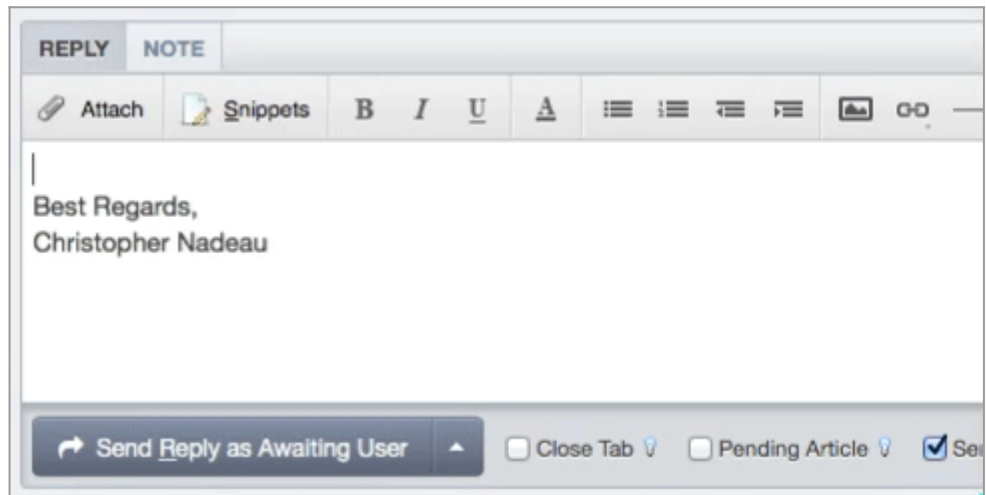 REPLY NOTE
Attach Snippets B I U A
Best Regards,
Christopher Nadeau
Send Reply as Awaiting User Close Tab Pending Article